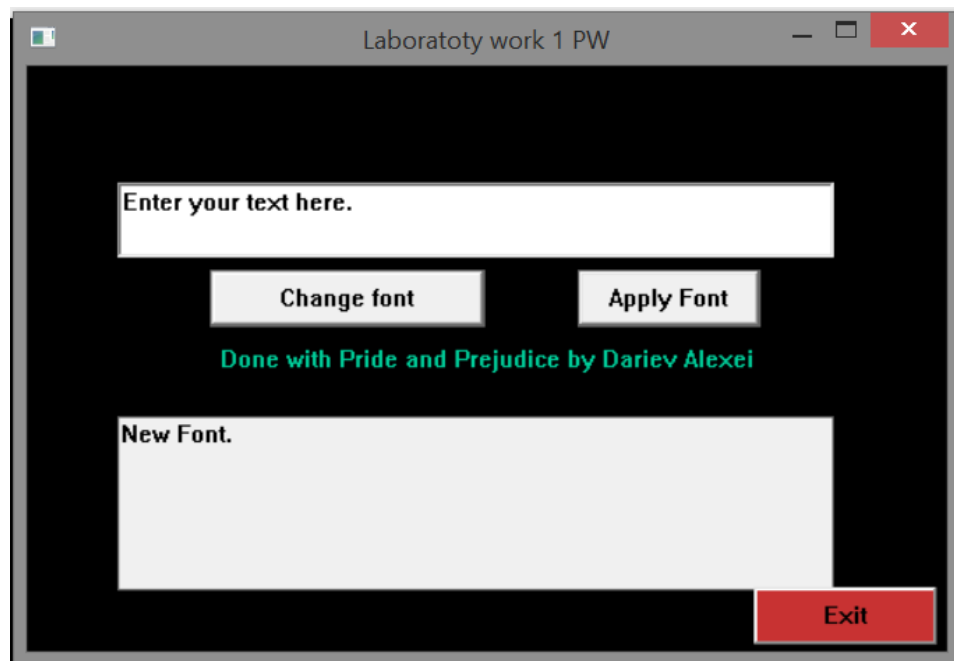 Laboratoty work 1 PW
Enter your text here.
Change font Apply Font
Done with Pride and Prejudice by Dariev Alexei
New Font.
Exit